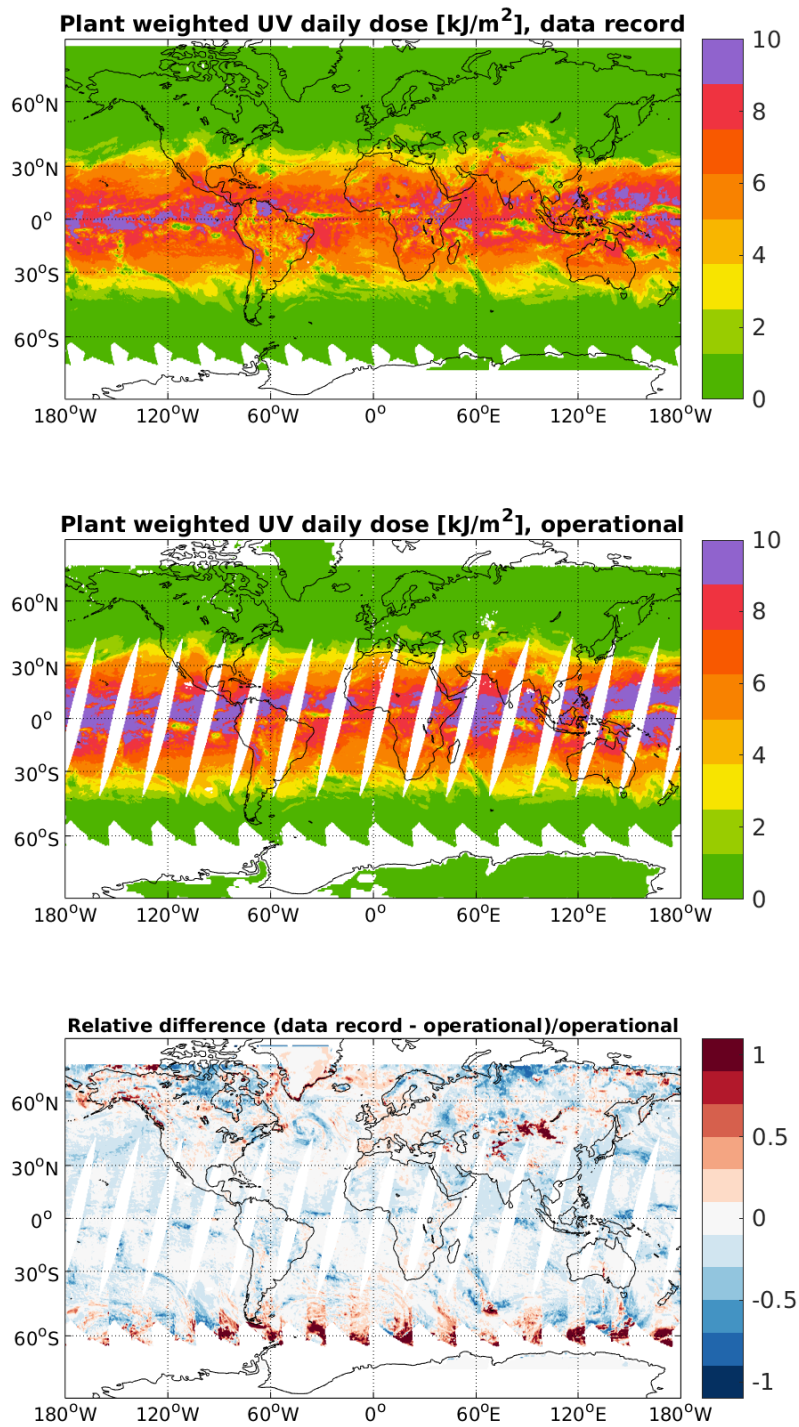 Plant weighted UV daily dose [kJ/m²], data record
60°N
30°N
0°
30°S
60°S
180°W 120°W 60°W 0° 60°E 120°E 180°W
10
8
6
4
2
0
Plant weighted UV daily dose [kJ/m²], operational
60°N
30°N
0°
30°S
60°S
180°W 120°W 60°W 0° 60°E 120°E 180°W
10
8
6
4
2
0
Relative difference (data record - operational)/operational
60°N
30°N
0°
30°S
60°S
180°W 120°W 60°W 0° 60°E 120°E 180°W
1
0.5
0
-0.5
-1